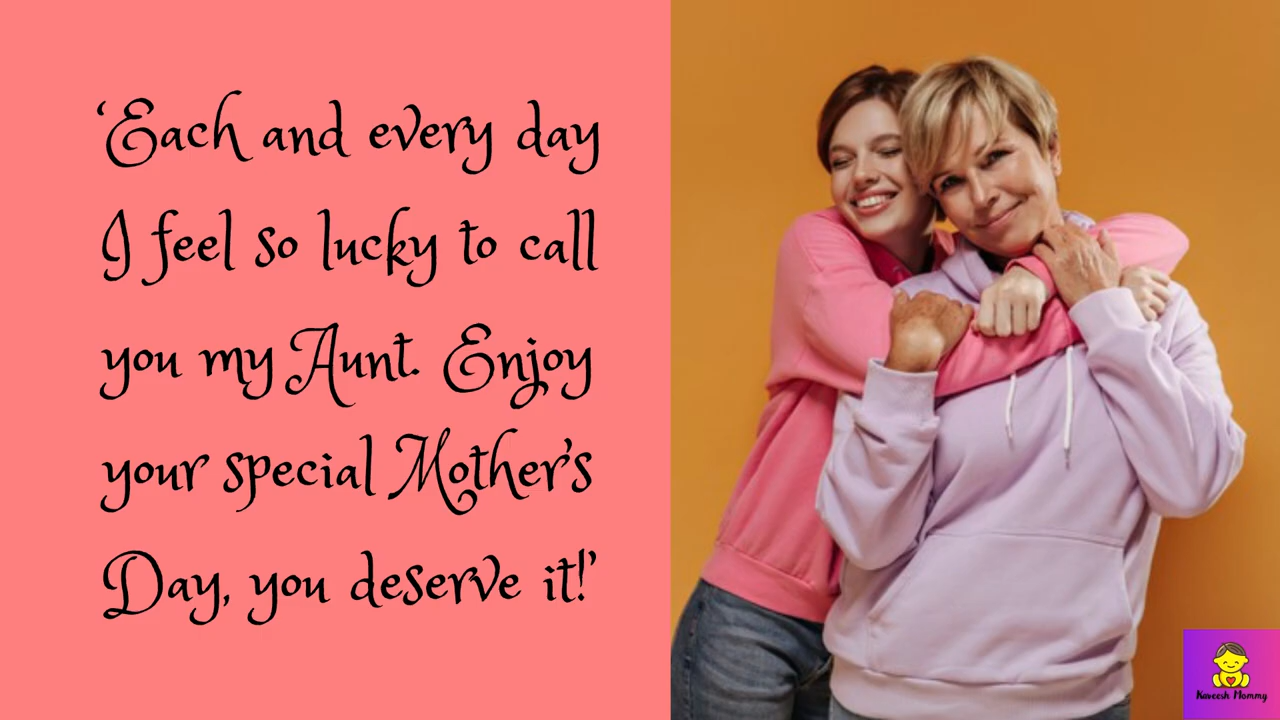 ‘Each and every day
I feel so lucky to call
you my Aunt. Enjoy
your special Mother’s
Day, you deserve it!’
Kaveesh Mommy